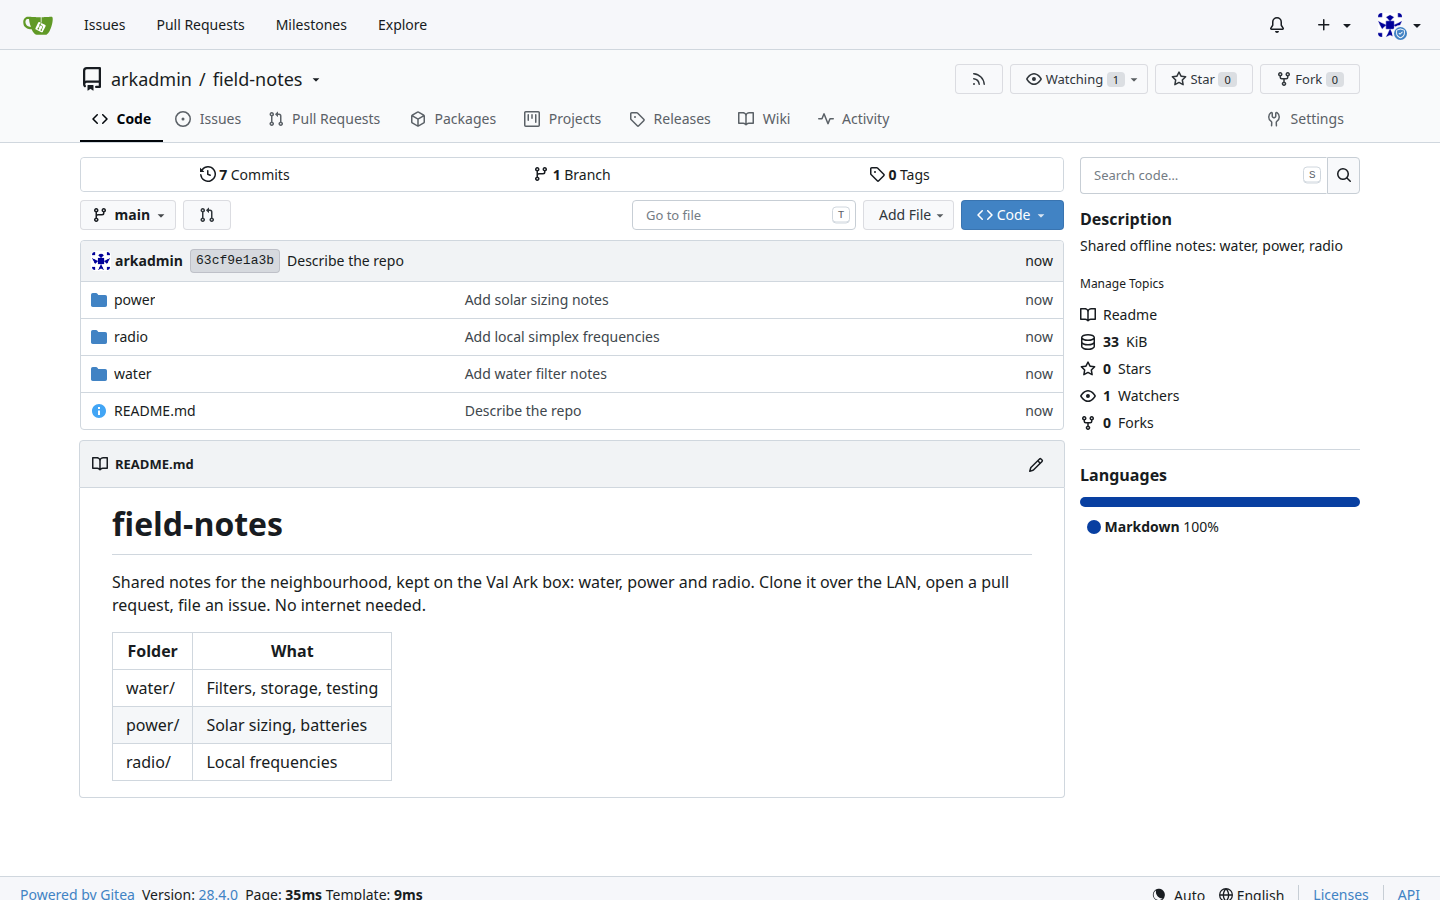 Issues Pull Requests Milestones Explore
arkadmin / field-notes
Watching 1 Star 0 Fork 0
Code Issues Pull Requests Packages Projects Releases Wiki Activity Settings
7 Commits 1 Branch 0 Tags
Search code... S
main Go to file T Add File Code
Description
Shared offline notes: water, power, radio
arkadmin 63cf9e1a3b Describe the repo now
Manage Topics
power Add solar sizing notes now
Readme
radio Add local simplex frequencies now
33 KiB
water Add water filter notes now
0 Stars
1 Watchers
README.md Describe the repo now
0 Forks
README.md
Languages
Markdown 100%
field-notes
Shared notes for the neighbourhood, kept on the Val Ark box: water, power and radio. Clone it over the LAN, open a pull
request, file an issue. No internet needed.
Folder What
water/ Filters, storage, testing
power/ Solar sizing, batteries
radio/ Local frequencies
Powered by Gitea Version: 28.4.0 Page: 35ms Template: 9ms Auto English Licenses API